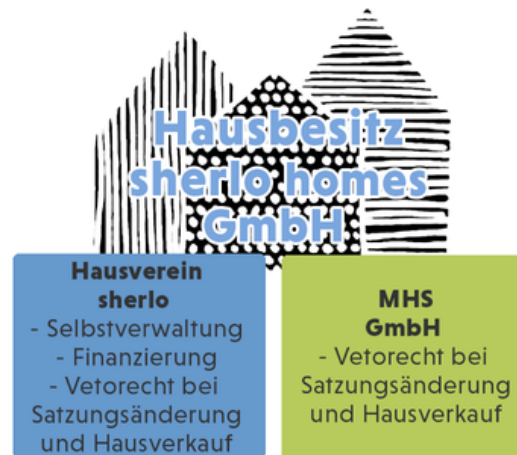 Hausbesitz
sherlo homes
GmbH
Hausverein
sherlo
- Selbstverwaltung
- Finanzierung
- Vetorecht bei
Satzungsänderung
und Hausverkauf
MHS
GmbH
- Vetorecht bei
Satzungsänderung
und Hausverkauf